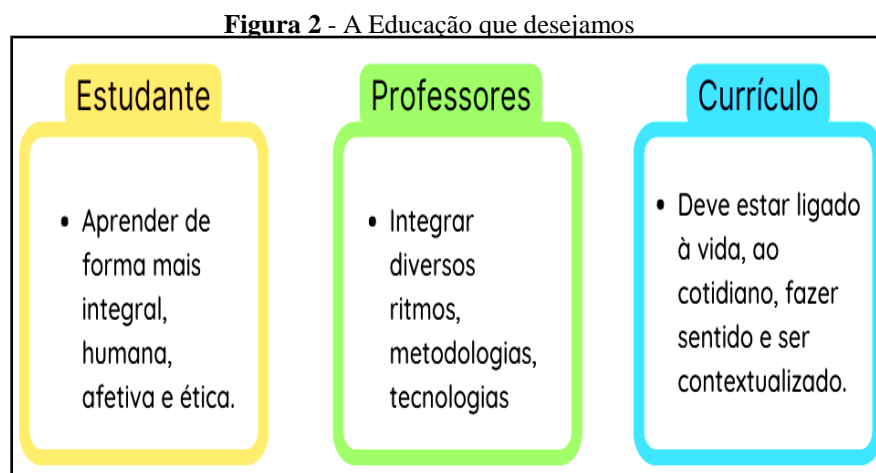 Figura 2 - A Educação que desejamos
Estudante
• Aprender de
forma mais
integral,
humana,
afetiva e ética.
Professores
• Integrar
diversos
ritmos,
metodologias,
tecnologias
Currículo
• Deve estar ligado
à vida, ao
cotidiano, fazer
sentido e ser
contextualizado.